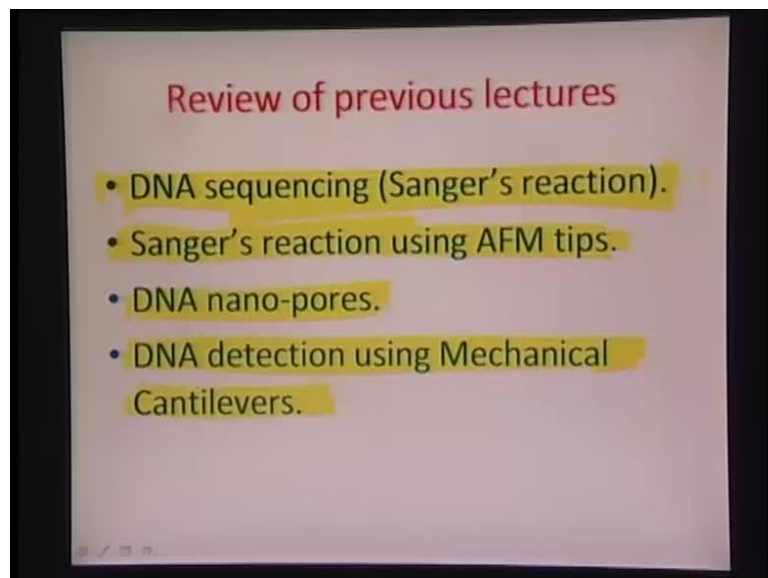 Review of previous lectures
• DNA sequencing (Sanger's reaction).
• Sanger's reaction using AFM tips.
• DNA nano-pores.
• DNA detection using Mechanical
Cantilevers.